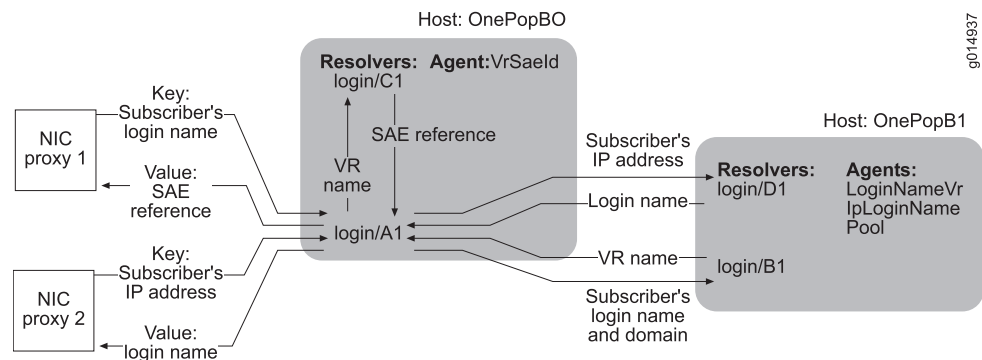 Host: OnePopBO
g014937
Resolvers: Agent:VrSaeId
login/C1
Key:
Subscriber's
login name
NIC
proxy 1
SAE reference
Host: OnePopB1
Subscriber's
IP address
VR
name
Value:
SAE
reference
Resolvers:
login/D1
Agents:
LoginNameVr
IpLoginName
Pool
Login name
login/A1
VR name
login/B1
Key:
Subscriber's
IP address
NIC
proxy 2
Subscriber's
login name
and domain
Value:
login name